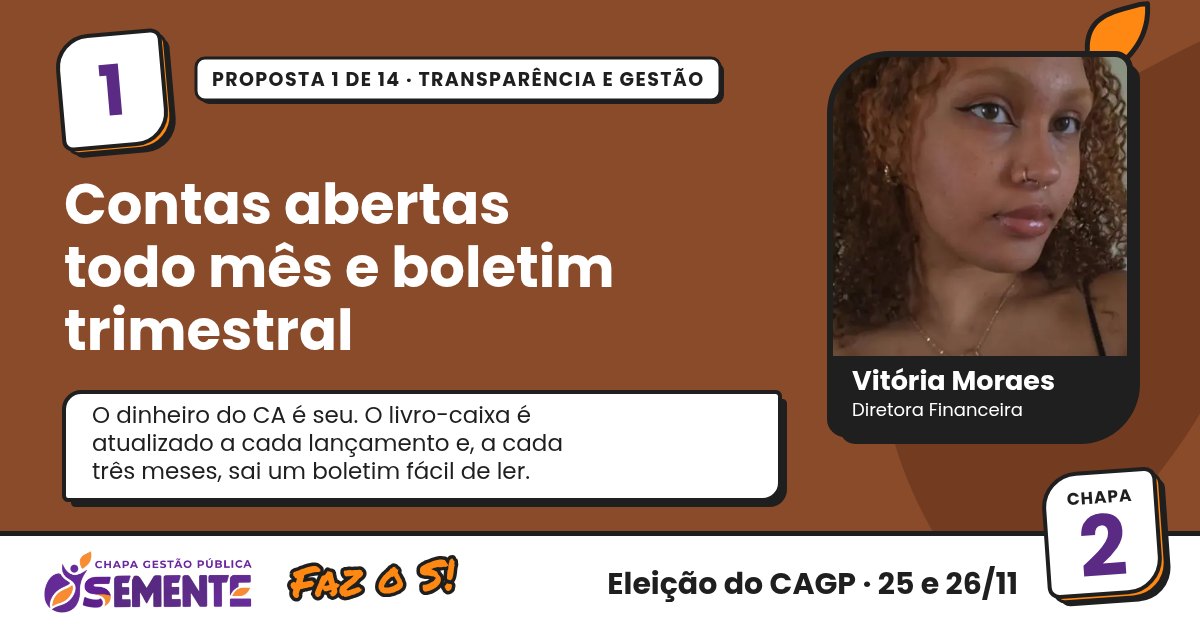 1
PROPOSTA 1 DE 14 · TRANSPARÊNCIA E GESTÃO
Contas abertas
todo mês e boletim
trimestral
O dinheiro do CA é seu. O livro-caixa é
atualizado a cada lançamento e, a cada
três meses, sai um boletim fácil de ler.
Vitória Moraes
Diretora Financeira
CHAPA
2
CHAPA GESTÃO PÚBLICA
SEMENTE
FAZ O S!
Eleição do CAGP · 25 e 26/11